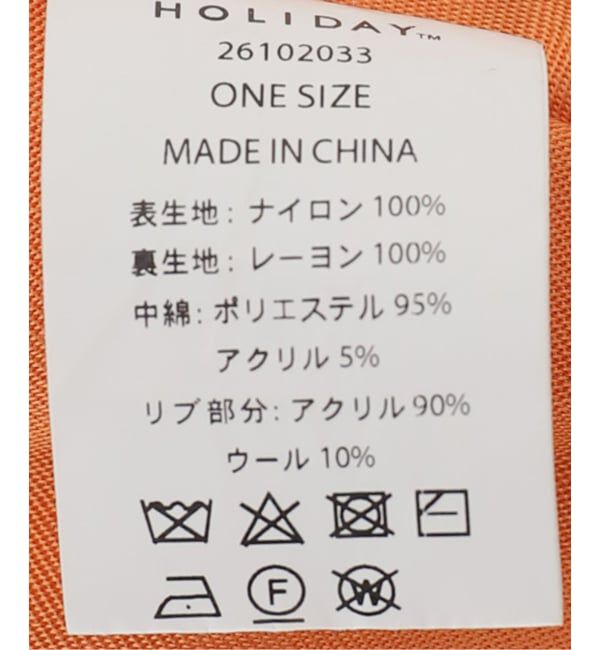 HOLIDAY™
26102033
ONE SIZE
MADE IN CHINA
表生地: ナイロン 100%
裏生地: レーヨン 100%
中綿: ポリエステル 95%
アクリル 5%
リブ部分: アクリル 90%
ウール 10%
F W